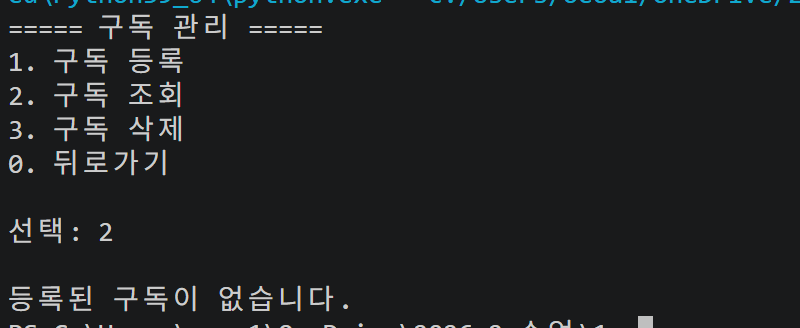 ===== 구독 관리 =====
1. 구독 등록
2. 구독 조회
3. 구독 삭제
0. 뒤로가기
선택: 2
등록된 구독이 없습니다.